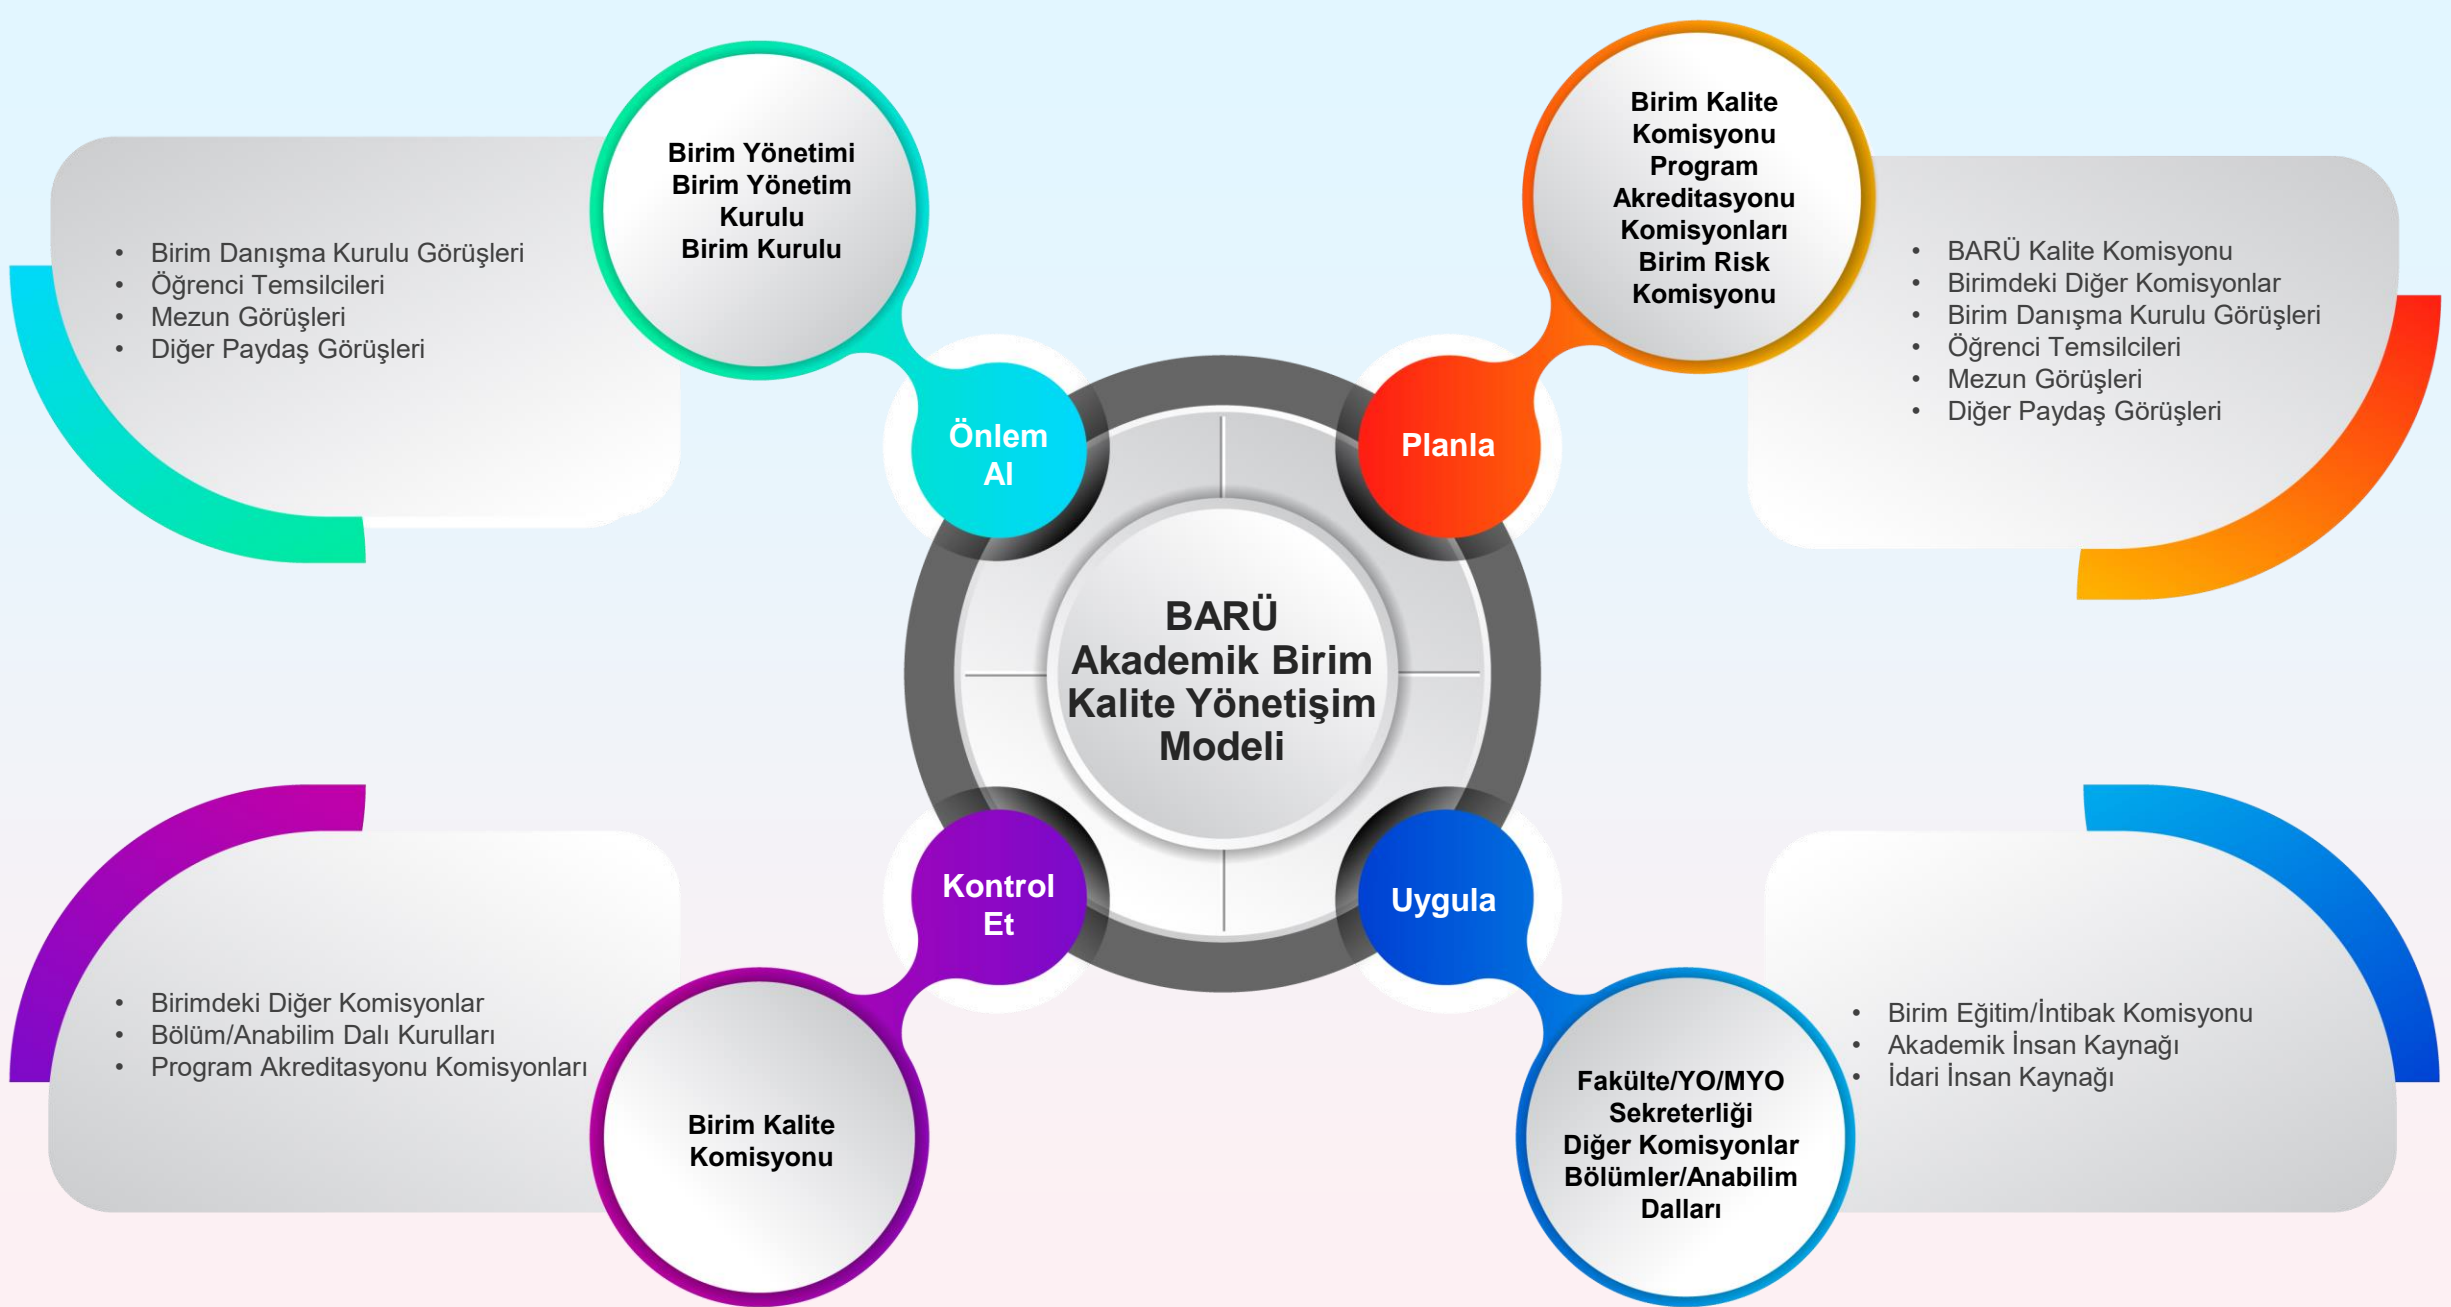 Birim Yönetimi
Birim Yönetim
Kurulu
Birim Kurulu
• Birim Danışma Kurulu Görüşleri
• Öğrenci Temsilcileri
• Mezun Görüşleri
• Diğer Paydaş Görüşleri
Önlem
Al
Birim Kalite
Komisyonu
Program
Akreditasyonu
Komisyonları
Birim Risk
Komisyonu
• BARÜ Kalite Komisyonu
• Birimdeki Diğer Komisyonlar
• Birim Danışma Kurulu Görüşleri
• Öğrenci Temsilcileri
• Mezun Görüşleri
• Diğer Paydaş Görüşleri
Planla
BARÜ
Akademik Birim
Kalite Yönetişim
Modeli
Kontrol
Et
• Birimdeki Diğer Komisyonlar
• Bölüm/Anabilim Dalı Kurulları
• Program Akreditasyonu Komisyonları
Birim Kalite
Komisyonu
Uygula
Fakülte/YO/MYO
Sekreterliği
Diğer Komisyonlar
Bölümler/Anabilim
Dalları
• Birim Eğitim/İntibak Komisyonu
• Akademik İnsan Kaynağı
• İdari İnsan Kaynağı